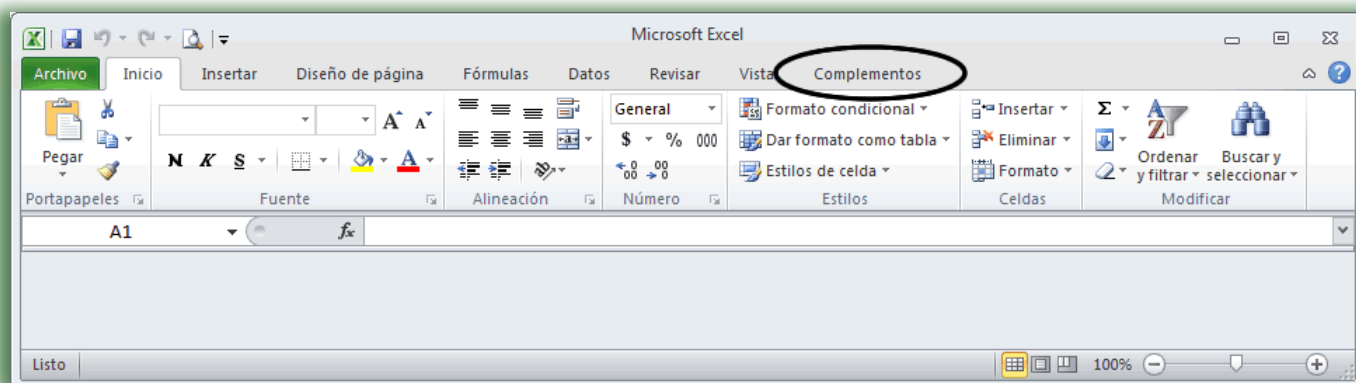 Microsoft Excel
Archivo Inicio Insertar Diseño de página Fórmulas Datos Revisar Vista Complementos
General Formato condicional Insertar Σ
N K S A $ % 000 Dar formato como tabla Eliminar
Pegar Estilos de celda Formato Ordenar y filtrar Buscar y seleccionar
Portapapeles Fuente Alineación Número Estilos Celdas Modificar
A1 fx
Listo 100%